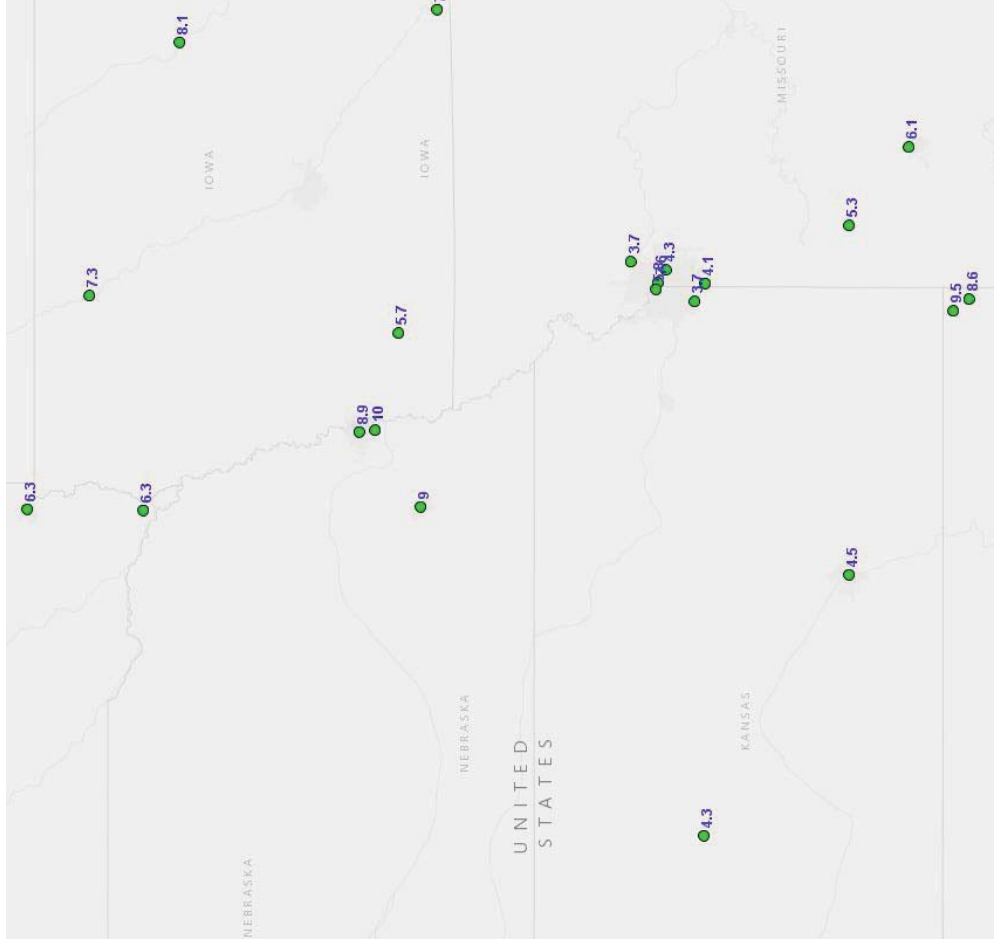 8.1
MISSOURI
6.1
IOWA
IOWA
5.3
7.3
3.7
4.3
4.1
3.7
9.5
8.6
5.7
8.9
10
6.3
6.3
9
4.5
NEBRASKA
KANSAS
UNITED
STATES
4.3
NEBRASKA